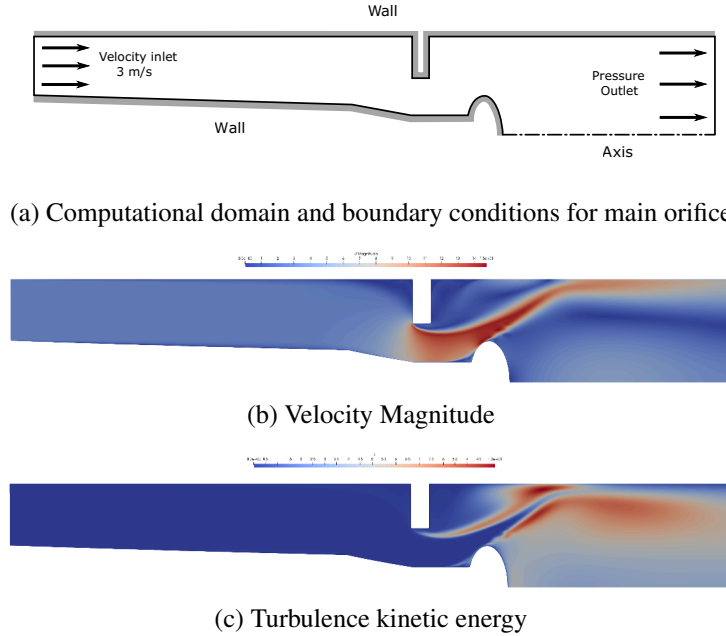 Wall
Velocity inlet
3 m/s
Pressure
Outlet
Wall
Axis
(a) Computational domain and boundary conditions for main orifice
(b) Velocity Magnitude
(c) Turbulence kinetic energy